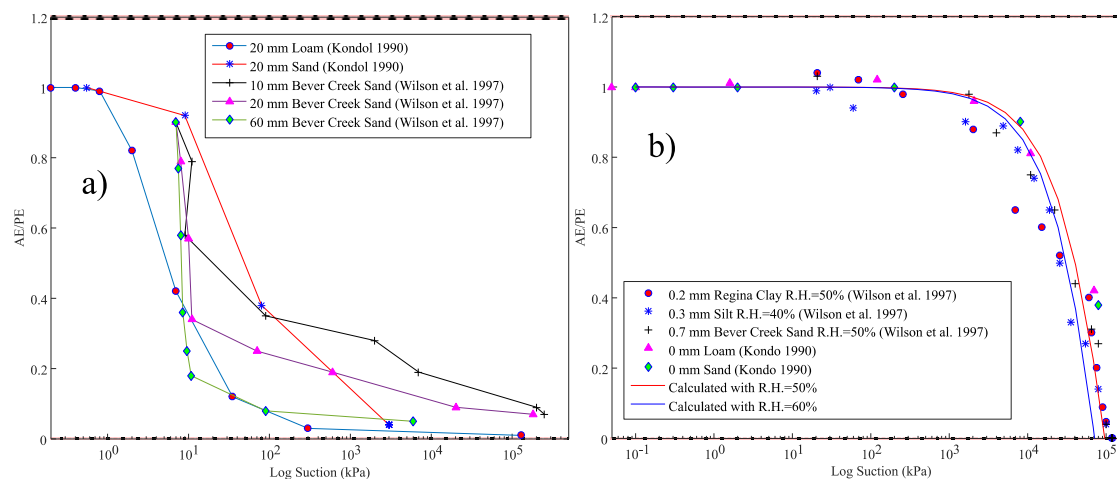 1.2
1
0.8
0.6
0.4
0.2
0
AE/PE
a)
20 mm Loam (Kondol 1990)
20 mm Sand (Kondol 1990)
10 mm Bever Creek Sand (Wilson et al. 1997)
20 mm Bever Creek Sand (Wilson et al. 1997)
60 mm Bever Creek Sand (Wilson et al. 1997)
10^0 10^1 10^2 10^3 10^4 10^5
Log Suction (kPa)
1.2
1
0.8
0.6
0.4
0.2
0
AE/PE
b)
0.2 mm Regina Clay R.H.=50% (Wilson et al. 1997)
0.3 mm Silt R.H.=40% (Wilson et al. 1997)
0.7 mm Bever Creek Sand R.H.=50% (Wilson et al. 1997)
0 mm Loam (Kondo 1990)
0 mm Sand (Kondo 1990)
Calculated with R.H.=50%
Calculated with R.H.=60%
10^-1 10^0 10^1 10^2 10^3 10^4 10^5
Log Suction (kPa)